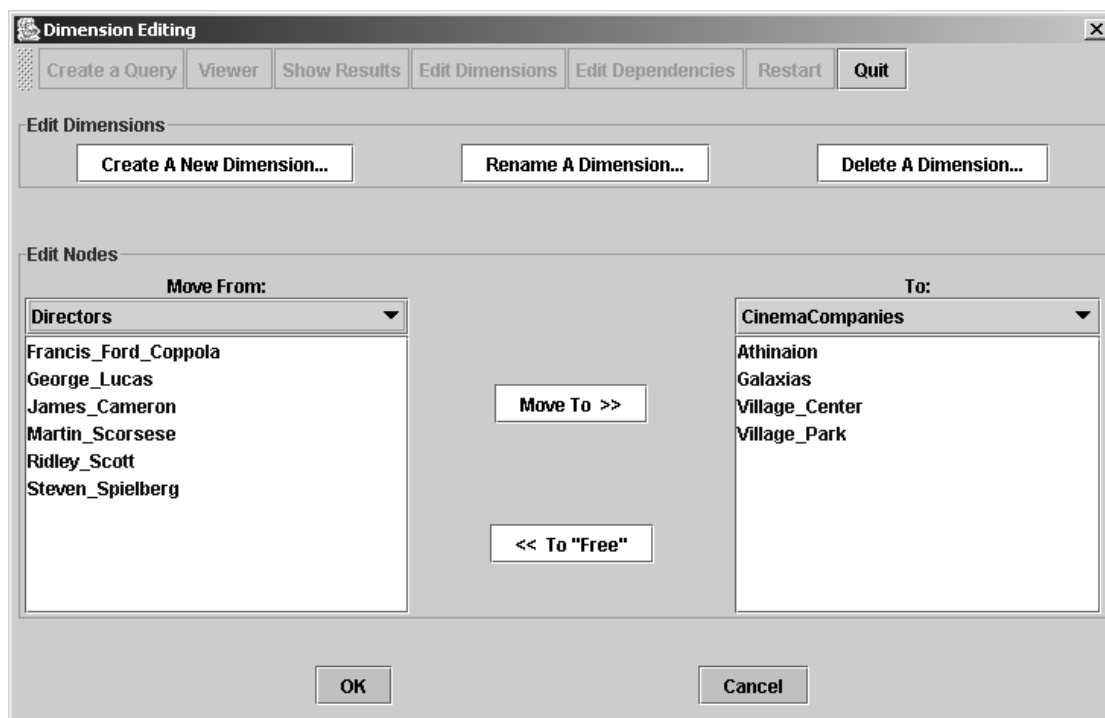 Dimension Editing
Create a Query Viewer Show Results Edit Dimensions Edit Dependencies Restart Quit
Edit Dimensions
Create A New Dimension... Rename A Dimension... Delete A Dimension...
Edit Nodes
Move From: To:
Directors CinemaCompanies
Francis_Ford_Coppola Athinaion
George_Lucas Galaxias
James_Cameron Village_Center
Martin_Scorsese Village_Park
Ridley_Scott
Steven_Spielberg
Move To >>
<< To "Free"
OK Cancel